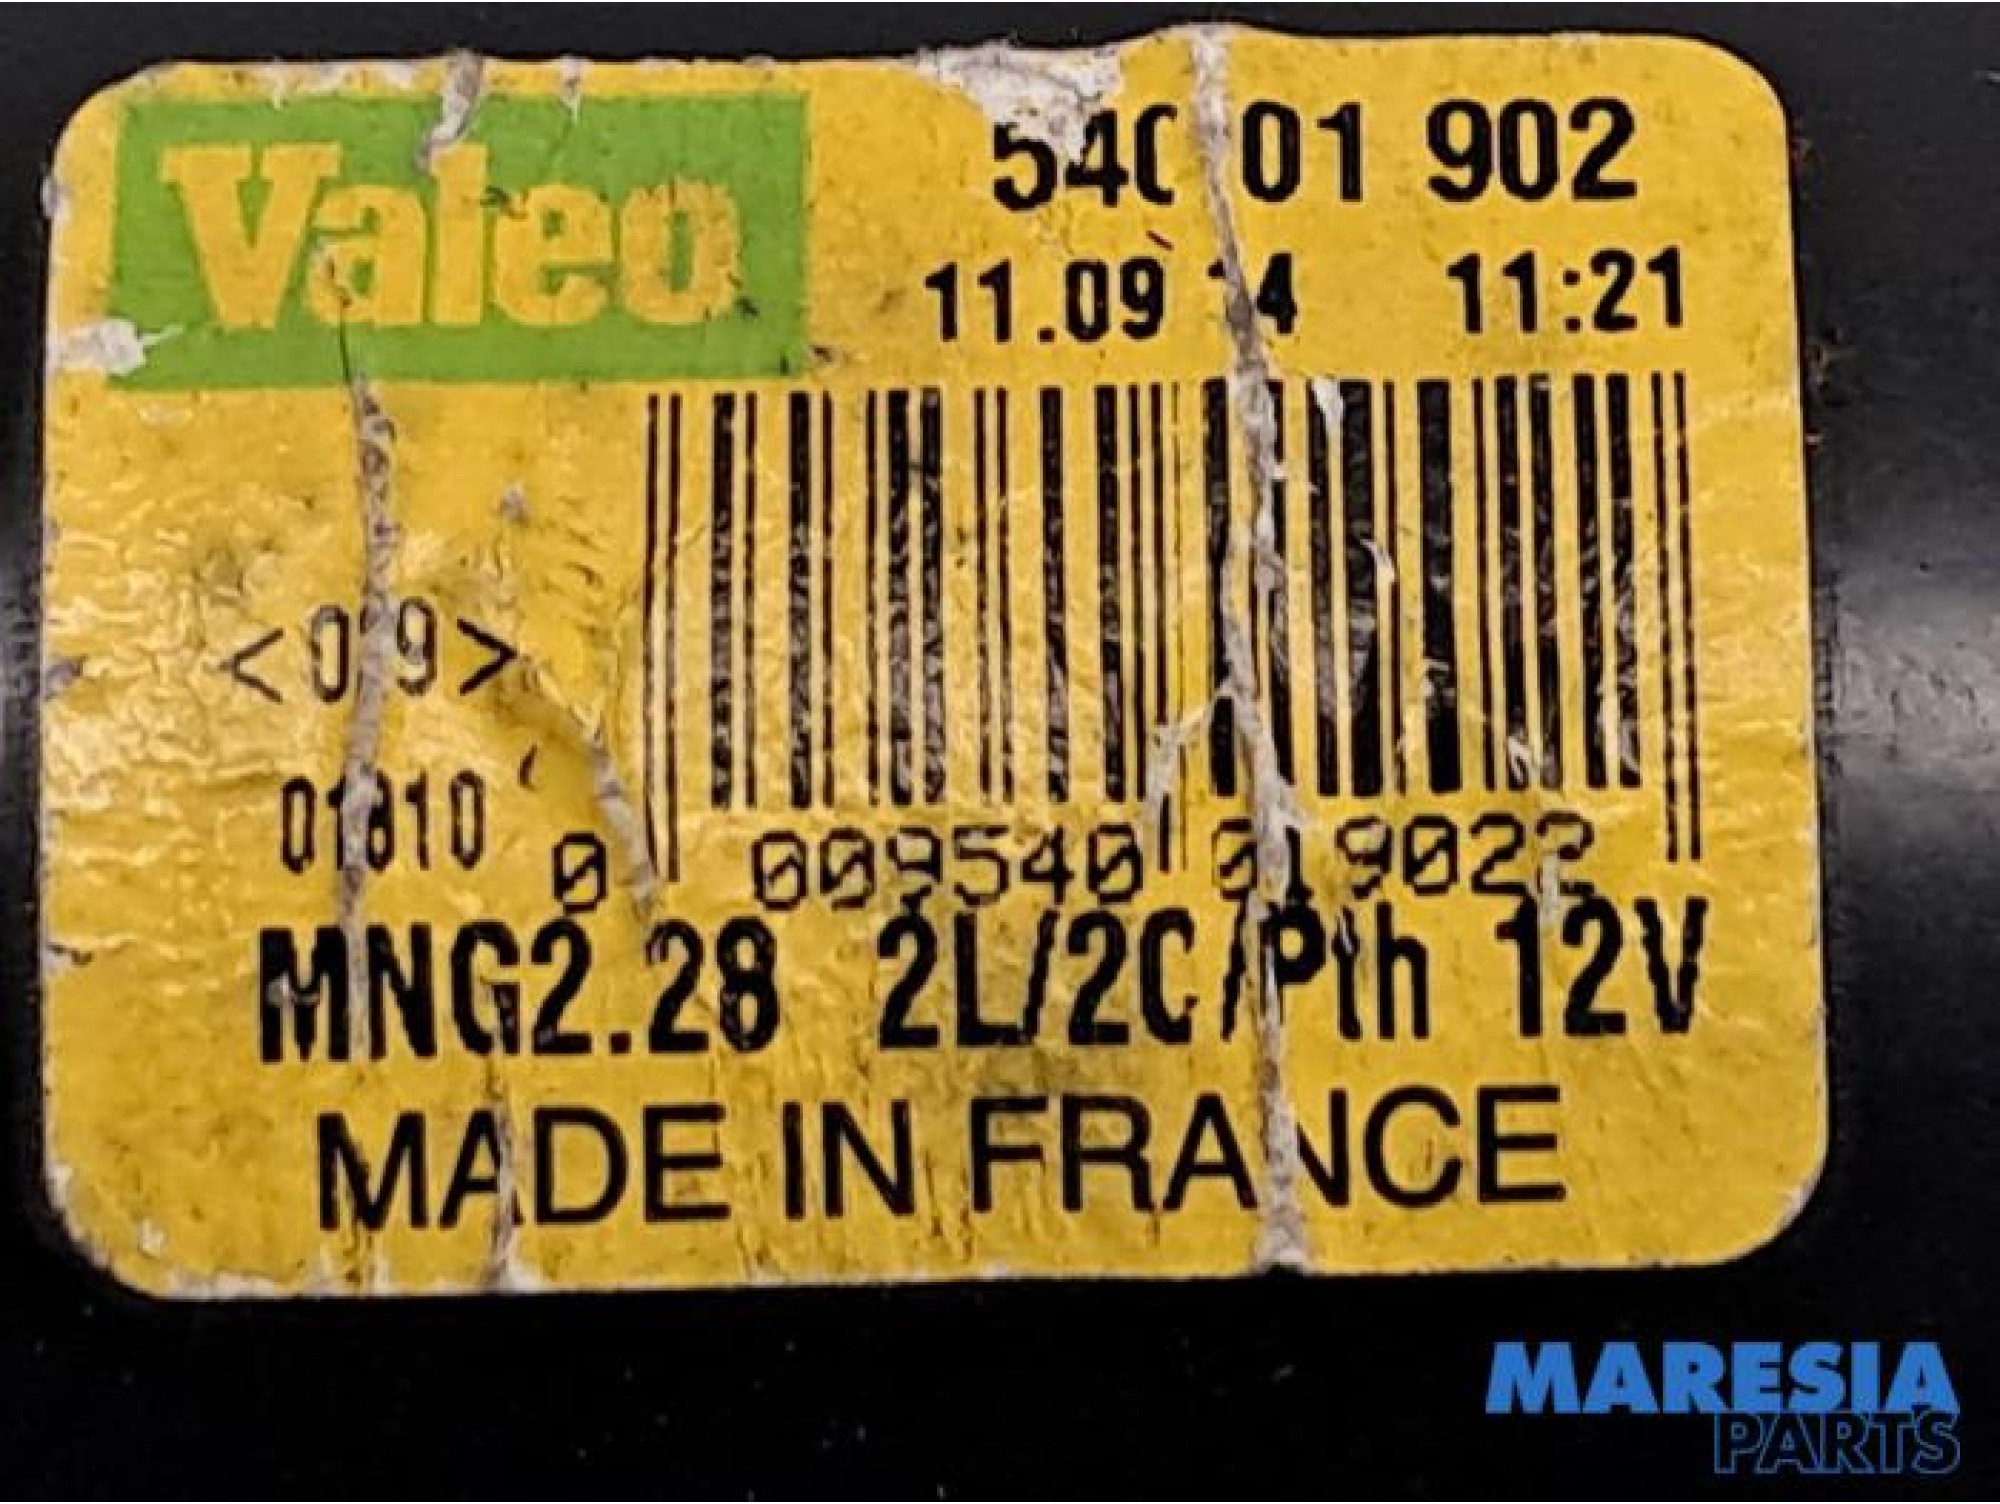 Valeo
540 01 902
11.09 14 11:21
01810
0 009540 019022
MNG2.28 2L/2C/Pth 12V
MADE IN FRANCE
MARESIA
PARTS